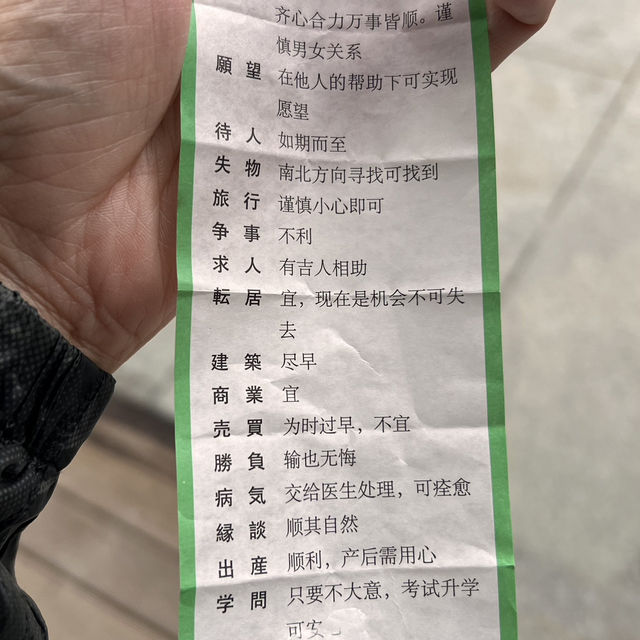 齐心合力万事皆顺。谨
慎男女关系
願望 在他人的帮助下可实现
愿望
待人 如期而至
失物 南北方向寻找可找到
旅行 谨慎小心即可
争事 不利
求人 有吉人相助
転居 宜，现在是机会不可失
去
建築 尽早
商業 宜
売買 为时过早，不宜
勝負 输也无悔
病気 交给医生处理，可痊愈
縁談 顺其自然
出産 顺利，产后需用心
学問 只要不大意，考试升学
可